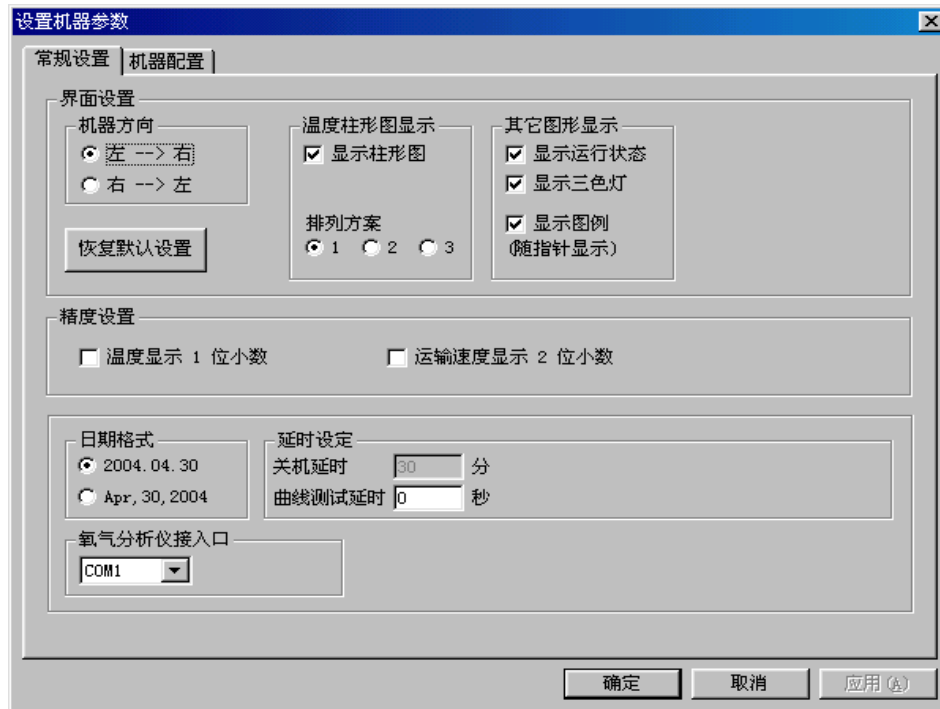 设置机器参数
常规设置 机器配置
界面设置
机器方向
左 --> 右
右 --> 左
恢复默认设置
温度柱形图显示
显示柱形图
排列方案
1 2 3
其它图形显示
显示运行状态
显示三色灯
显示图例
(随指针显示)
精度设置
温度显示 1 位小数 运输速度显示 2 位小数
日期格式
2004.04.30
Apr,30,2004
延时设定
关机延时 30 分
曲线测试延时 0 秒
氧气分析仪接入口
COM1
确定 取消 应用(A)